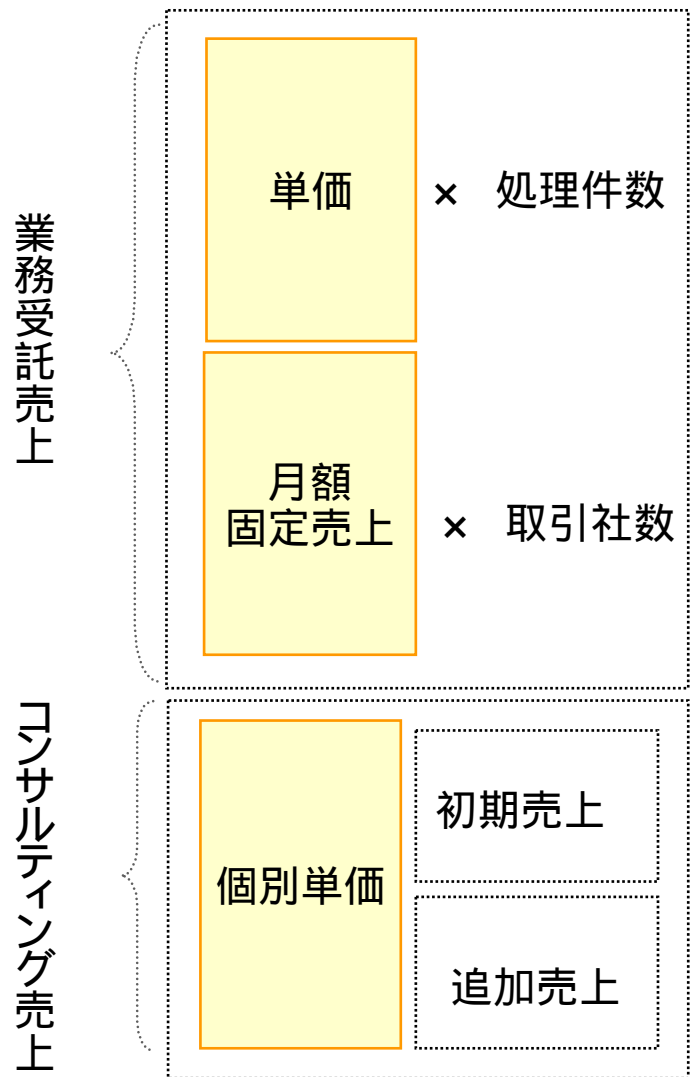 業務受託売上
単価 × 処理件数
月額
固定売上 × 取引社数
コンサルティング売上
個別単価
初期売上
追加売上